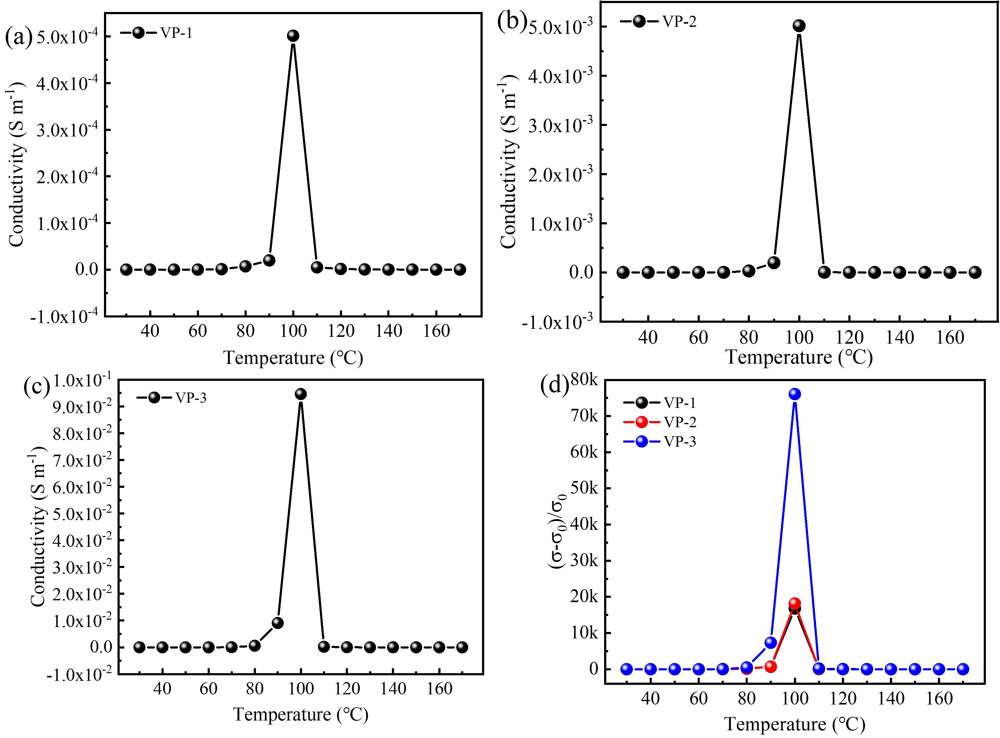 (a)
VP-1
5.0x10-4
4.0x10-4
3.0x10-4
2.0x10-4
1.0x10-4
0.0
-1.0x10-4
Conductivity (S m-1)
40 60 80 100 120 140 160
Temperature (℃)
(b)
VP-2
5.0x10-3
4.0x10-3
3.0x10-3
2.0x10-3
1.0x10-3
0.0
-1.0x10-3
Conductivity (S m-1)
40 60 80 100 120 140 160
Temperature (℃)
(c)
VP-3
1.0x10-1
9.0x10-2
8.0x10-2
7.0x10-2
6.0x10-2
5.0x10-2
4.0x10-2
3.0x10-2
2.0x10-2
1.0x10-2
0.0
-1.0x10-2
Conductivity (S m-1)
40 60 80 100 120 140 160
Temperature (℃)
(d)
VP-1
VP-2
VP-3
80k
70k
60k
50k
40k
30k
20k
10k
0
(σ-σ0)/σ0
40 60 80 100 120 140 160
Temperature (℃)